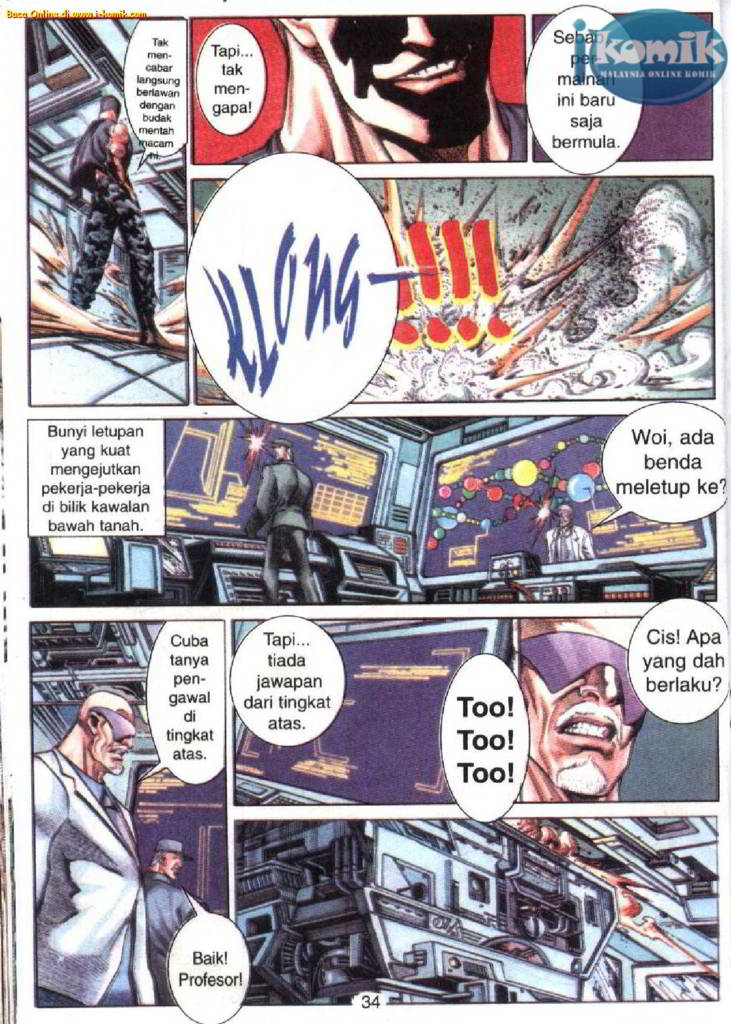 Baca Online di www.i-komik.com
Tak
men-
cabar
langsung
berlawan
dengan
budak
mentah
macam
ni.
Tapi...
tak
men-
gapa!
ikomik
MALAYSIA ONLINE KOMIK
Sebab
per-
mainan
ini baru
saja
bermula.
KLONG
!!!
Bunyi letupan
yang kuat
mengejutkan
pekerja-pekerja
di bilik kawalan
bawah tanah.
Woi, ada
benda
meletup ke?
Cuba
tanya
pen-
gawal
di
tingkat
atas.
Baik!
Profesor!
Tapi...
tiada
jawapan
dari tingkat
atas.
Too!
Too!
Too!
Cis! Apa
yang dah
berlaku?
34